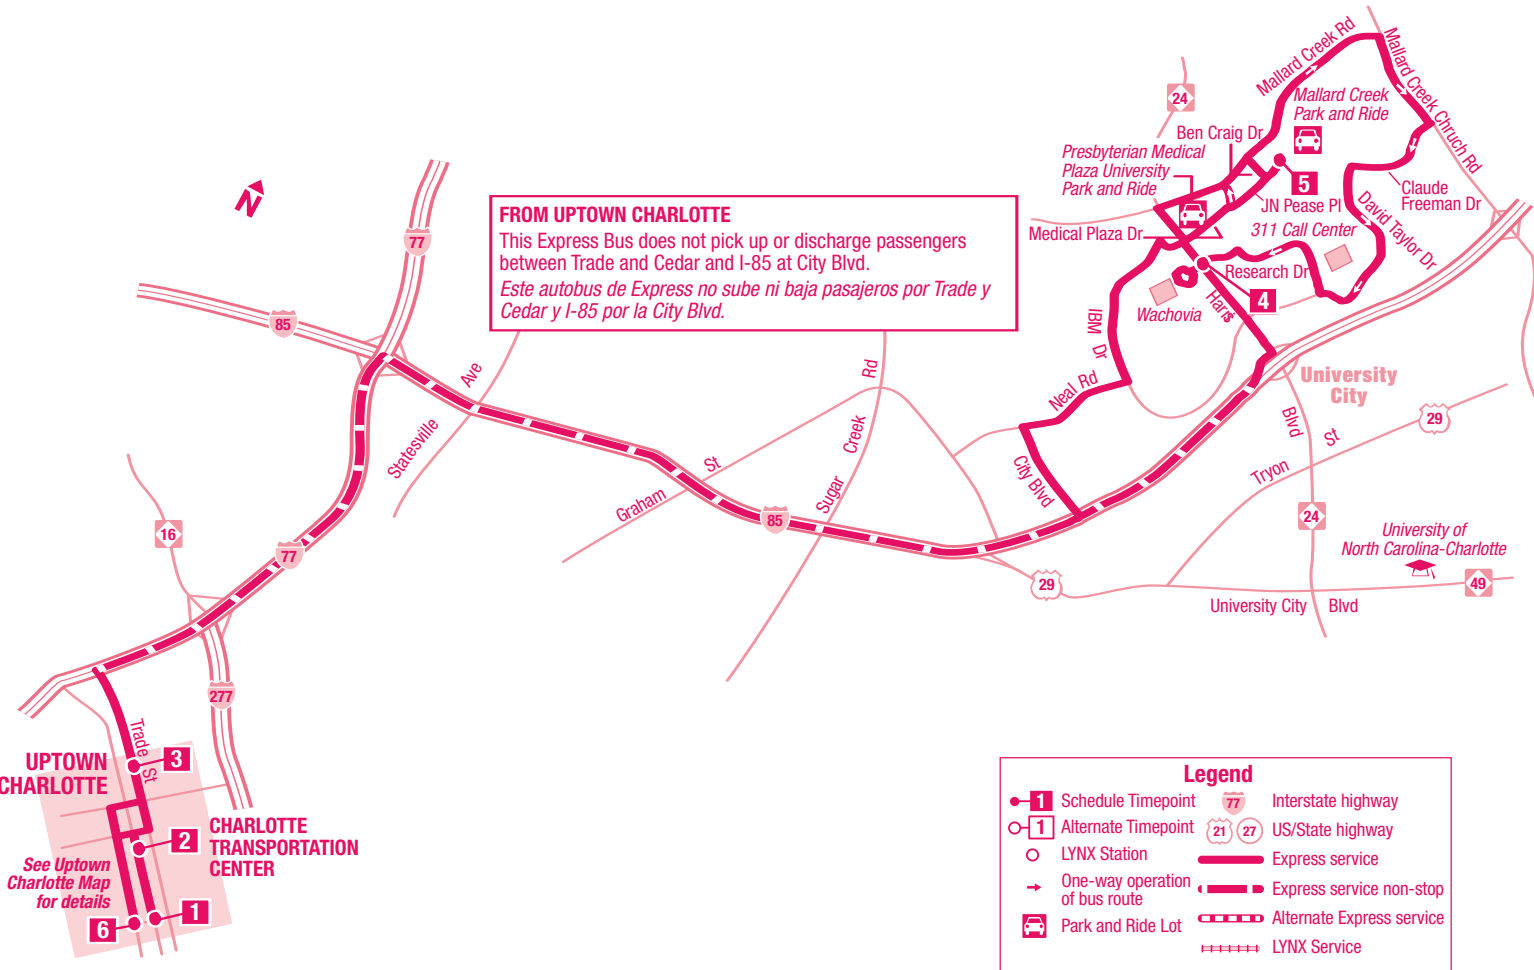 Mallard Creek Rd
Mallard Creek Chruch Rd
24
Mallard Creek
Park and Ride
Ben Craig Dr
Presbyterian Medical
Plaza University
Park and Ride
5
Claude
Freeman Dr
JN Pease Pl
David Taylor Dr
311 Call Center
Medical Plaza Dr
Research Dr
4
Wachovia
Harris
IBM Dr
N
77
FROM UPTOWN CHARLOTTE
This Express Bus does not pick up or discharge passengers
between Trade and Cedar and I-85 at City Blvd.
Este autobus de Express no sube ni baja pasajeros por Trade y
Cedar y I-85 por la City Blvd.
85
Statesville Ave
Sugar Creek Rd
Neal Rd
University
City
Blvd
29
Tryon St
Graham St
City Blvd
85
24
University of
North Carolina-Charlotte
16
77
29
49
University City Blvd
277
Trade St
UPTOWN
CHARLOTTE
3
2
CHARLOTTE
TRANSPORTATION
CENTER
See Uptown
Charlotte Map
for details
1
6
Legend
1 Schedule Timepoint
1 Alternate Timepoint
LYNX Station
One-way operation
of bus route
Park and Ride Lot
77 Interstate highway
21 27 US/State highway
Express service
Express service non-stop
Alternate Express service
LYNX Service